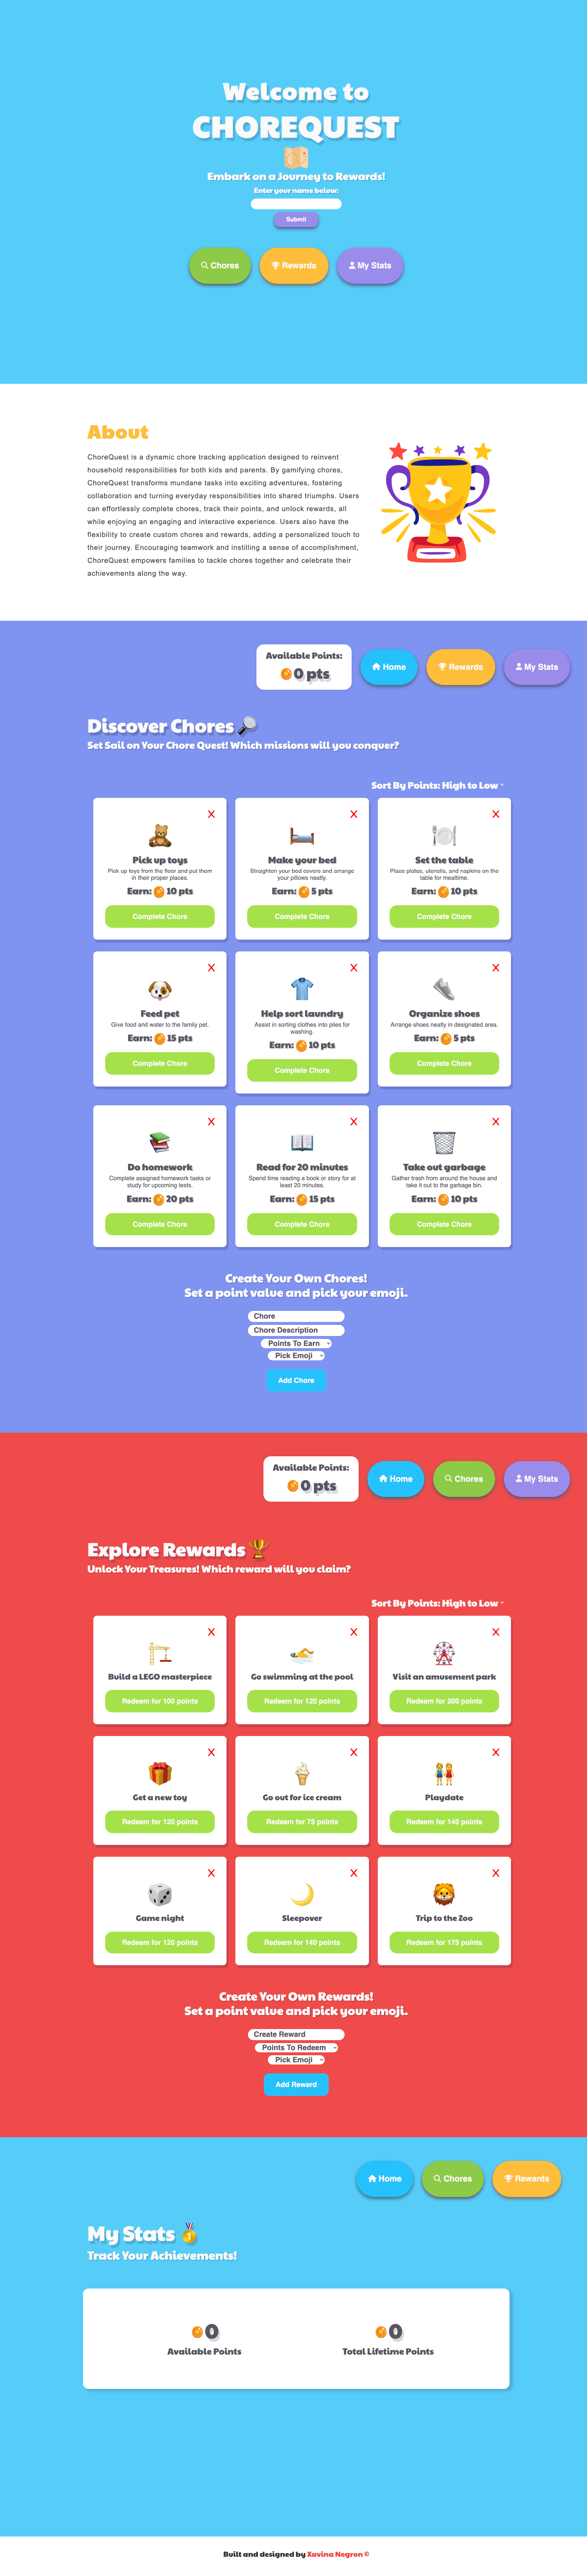 Welcome to
CHOREQUEST
Embark on a Journey to Rewards!
Enter your name below:
Submit
Chores
Rewards
My Stats
About
ChoreQuest is a dynamic chore tracking application designed to reinvent
household responsibilities for both kids and parents. By gamifying chores,
ChoreQuest transforms mundane tasks into exciting adventures, fostering
collaboration and turning everyday responsibilities into shared triumphs. Users
can effortlessly complete chores, track their points, and unlock rewards, all
while enjoying an engaging and interactive experience. Users also have the
flexibility to create custom chores and rewards, adding a personalized touch to
their journey. Encouraging teamwork and instilling a sense of accomplishment,
ChoreQuest empowers families to tackle chores together and celebrate their
achievements along the way.
Available Points:
0 pts
Home
Rewards
My Stats
Discover Chores
Set Sail on Your Chore Quest! Which missions will you conquer?
Sort By Points: High to Low
X
Pick up toys
Pick up toys from the floor and put them
in their proper places.
Earn: 10 pts
Complete Chore
X
Make your bed
Straighten your bed covers and arrange
your pillows neatly.
Earn: 5 pts
Complete Chore
X
Set the table
Place plates, utensils, and napkins on the
table for mealtime.
Earn: 10 pts
Complete Chore
X
Feed pet
Give food and water to the family pet.
Earn: 15 pts
Complete Chore
X
Help sort laundry
Assist in sorting clothes into piles for
washing.
Earn: 10 pts
Complete Chore
X
Organize shoes
Arrange shoes neatly in designated area.
Earn: 5 pts
Complete Chore
X
Do homework
Complete assigned homework tasks or
study for upcoming tests.
Earn: 20 pts
Complete Chore
X
Read for 20 minutes
Spend time reading a book or story for at
least 20 minutes.
Earn: 15 pts
Complete Chore
X
Take out garbage
Gather trash from around the house and
take it out to the garbage bin.
Earn: 10 pts
Complete Chore
Create Your Own Chores!
Set a point value and pick your emoji.
Chore
Chore Description
Points To Earn
Pick Emoji
Add Chore
Available Points:
0 pts
Home
Chores
My Stats
Explore Rewards
Unlock Your Treasures! Which reward will you claim?
Sort By Points: High to Low
X
Build a LEGO masterpiece
Redeem for 100 points
X
Go swimming at the pool
Redeem for 120 points
X
Visit an amusement park
Redeem for 200 points
X
Get a new toy
Redeem for 120 points
X
Go out for ice cream
Redeem for 75 points
X
Playdate
Redeem for 140 points
X
Game night
Redeem for 120 points
X
Sleepover
Redeem for 140 points
X
Trip to the Zoo
Redeem for 175 points
Create Your Own Rewards!
Set a point value and pick your emoji.
Create Reward
Points To Redeem
Pick Emoji
Add Reward
Home
Chores
Rewards
My Stats
Track Your Achievements!
0
Available Points
0
Total Lifetime Points
Built and designed by Xavina Negron ©